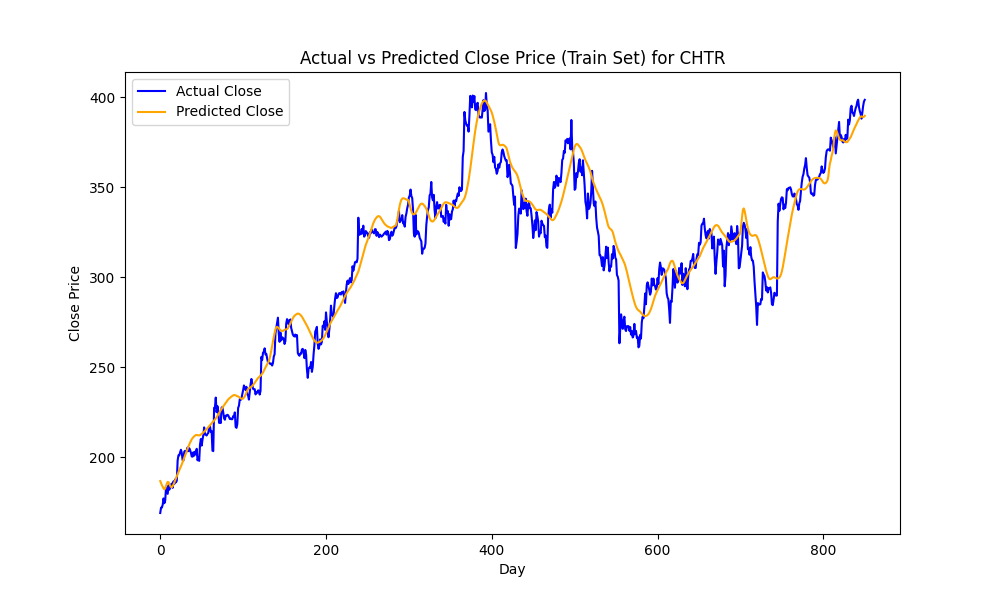 Actual vs Predicted Close Price (Train Set) for CHTR
Actual Close
Predicted Close
400
350
300
250
200
Close Price
0 200 400 600 800
Day